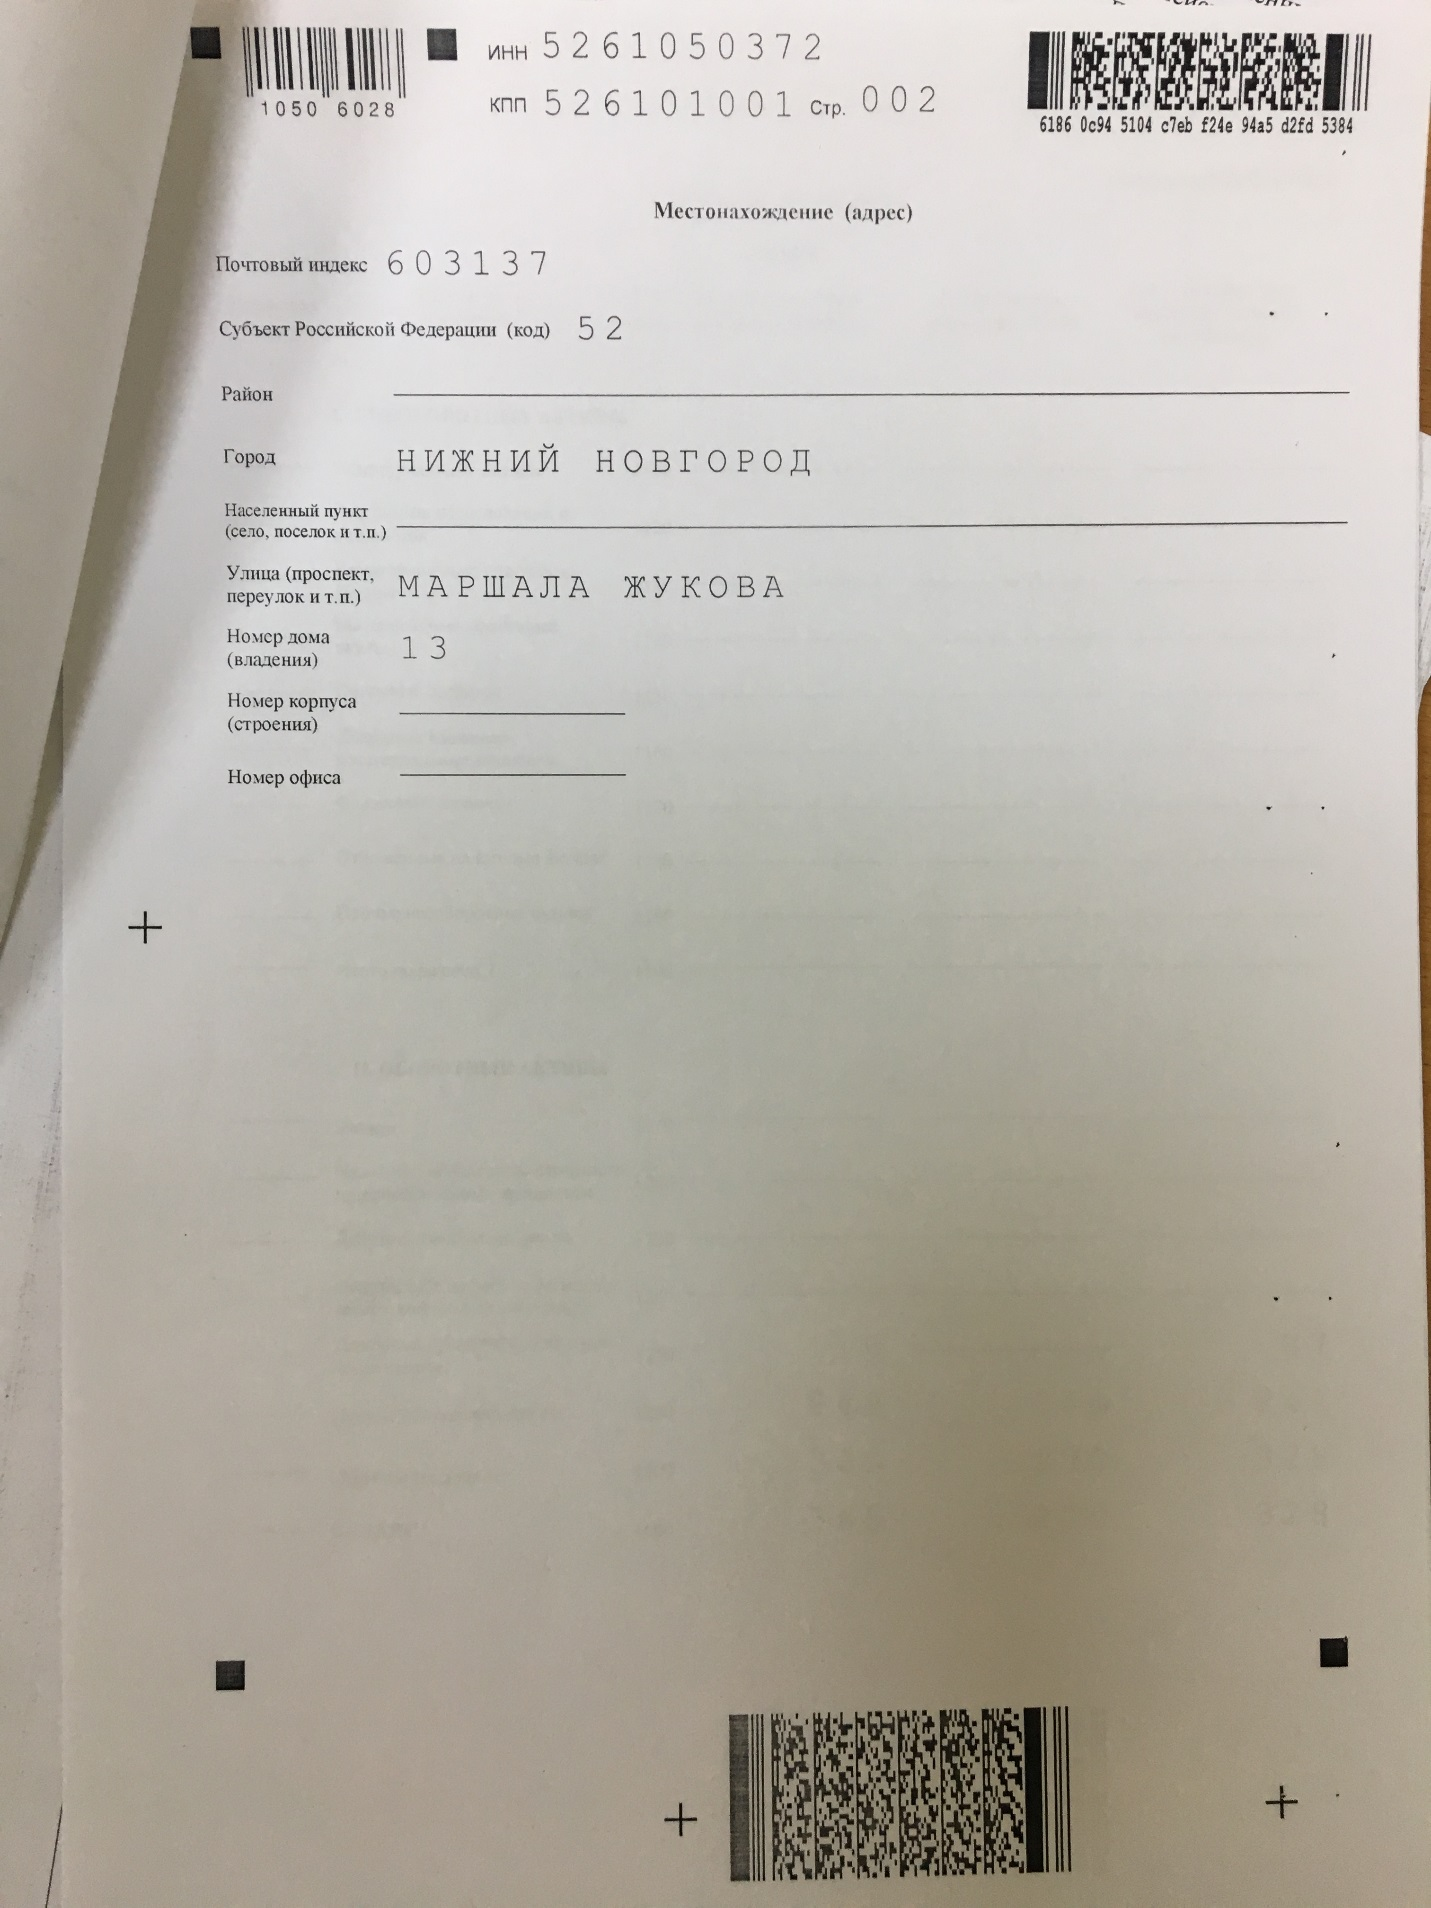 ИНН 5261050372
1050 6028
КПП 526101001 Стр. 002
6186 0c94 5104 c7eb f24e 94a5 d2fd 5384
Местонахождение (адрес)
Почтовый индекс 603137
Субъект Российской Федерации (код) 52
Район
Город НИЖНИЙ НОВГОРОД
Населенный пункт
(село, поселок и т.п.)
Улица (проспект,
переулок и т.п.) МАРШАЛА ЖУКОВА
Номер дома
(владения) 13
Номер корпуса
(строения)
Номер офиса